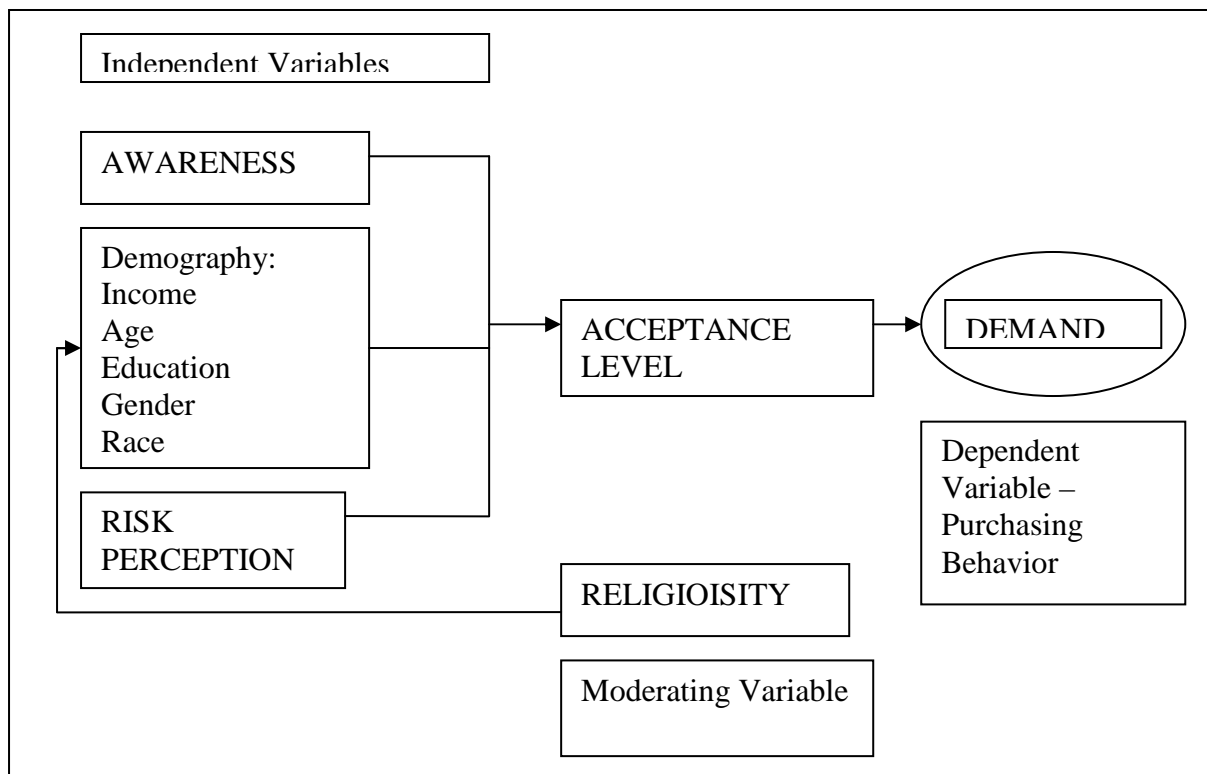 Independent Variables
AWARENESS
Demography:
Income
Age
Education
Gender
Race
RISK
PERCEPTION
ACCEPTANCE
LEVEL
DEMAND
Dependent
Variable –
Purchasing
Behavior
RELIGIOISITY
Moderating Variable